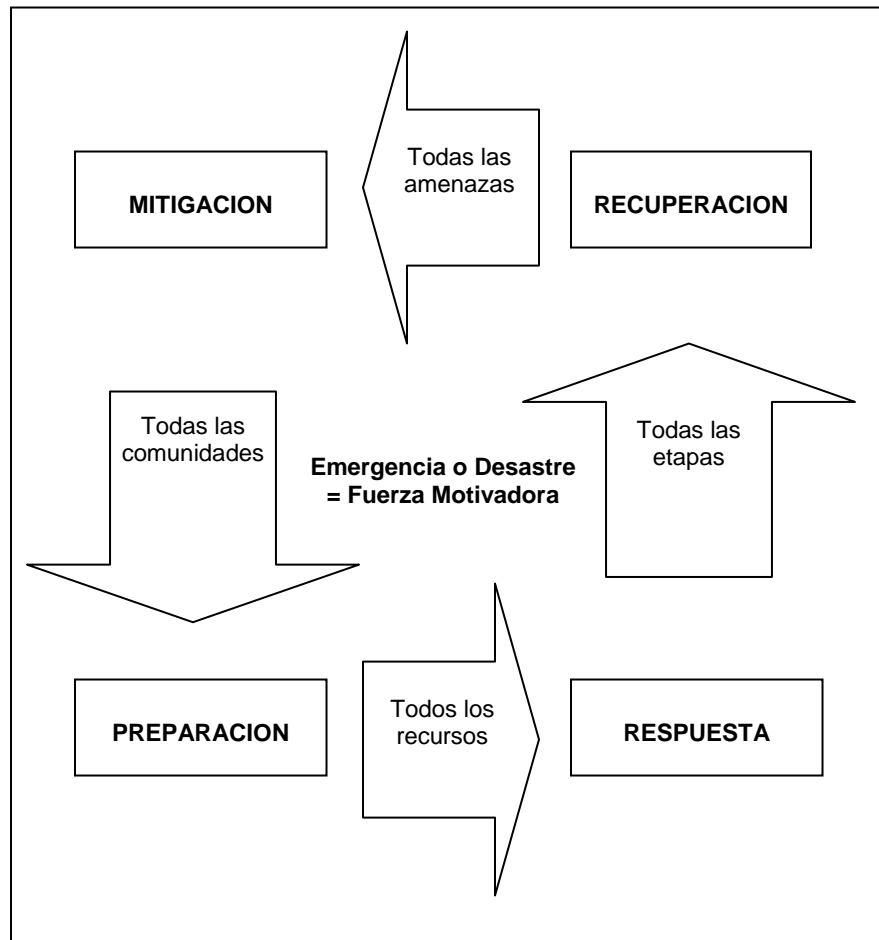 Todas las
amenazas
MITIGACION
RECUPERACION
Todas las
comunidades
Emergencia o Desastre
= Fuerza Motivadora
Todas las
etapas
PREPARACION
Todos los
recursos
RESPUESTA